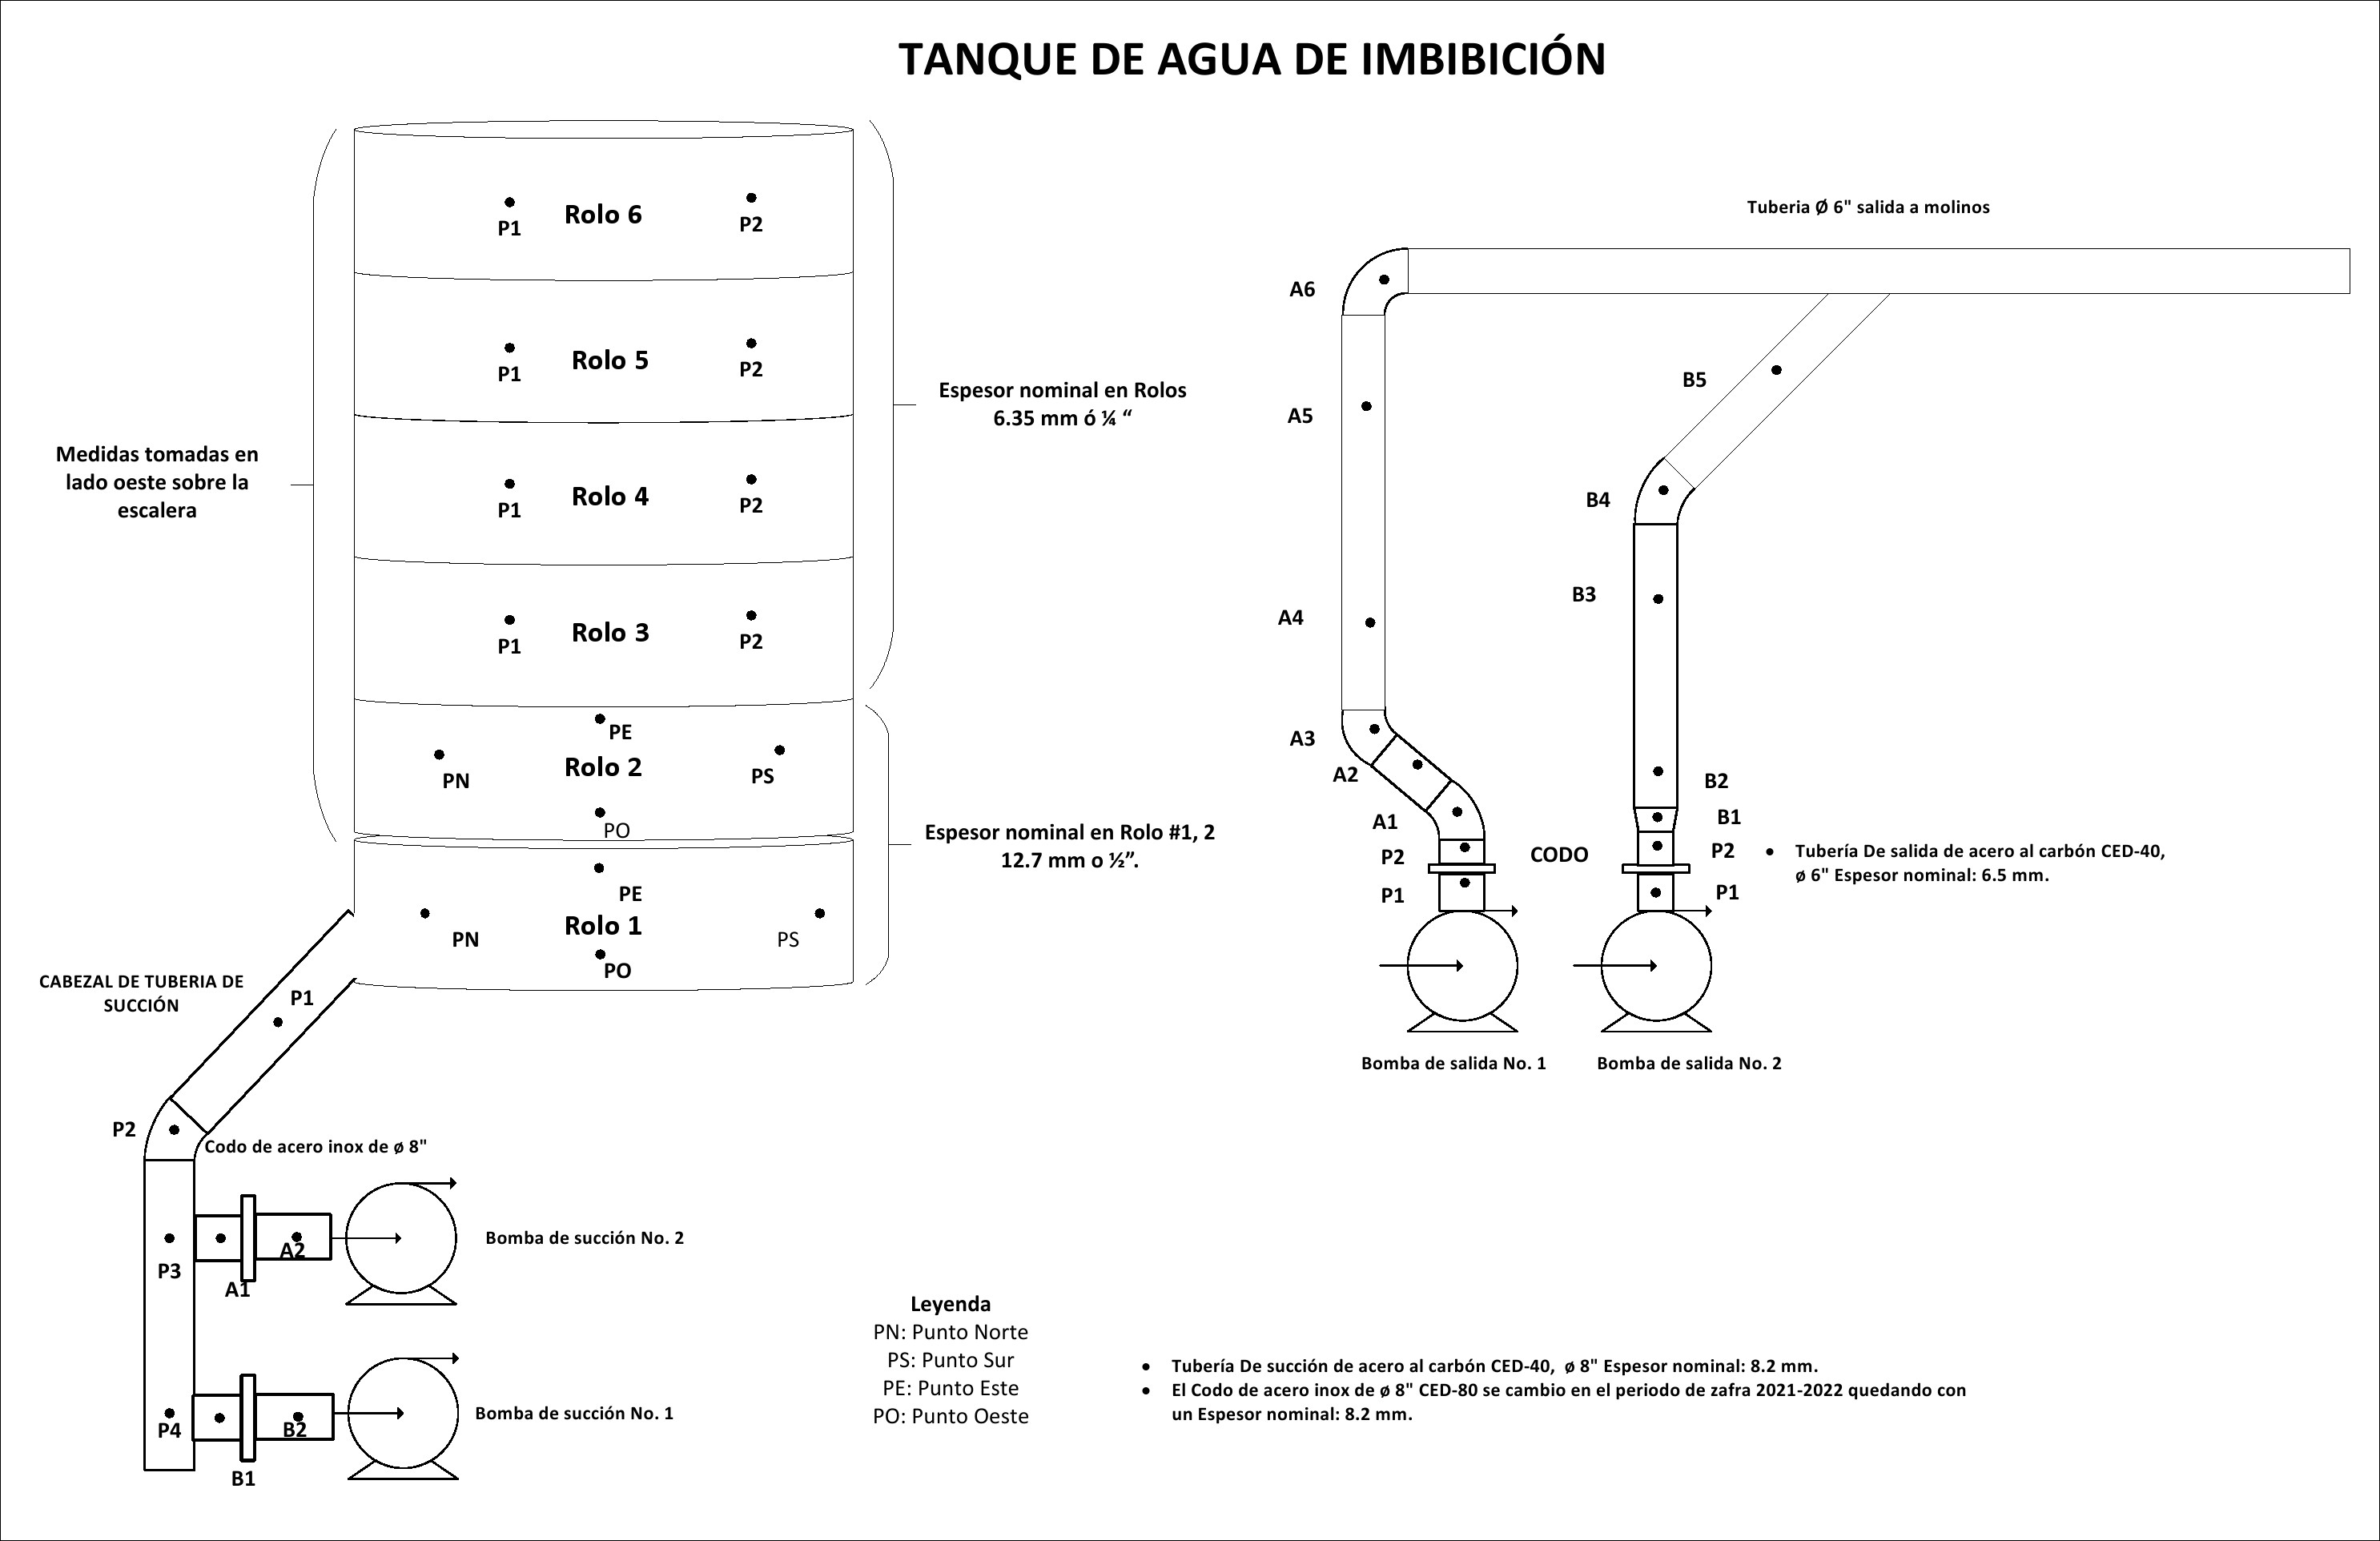 TANQUE DE AGUA DE IMBIBICIÓN
Rolo 6
P1
P2
Rolo 5
P1
P2
Rolo 4
P1
P2
Rolo 3
P1
P2
PE
Rolo 2
PN
PS
PO
PE
Rolo 1
PN
PS
PO
Medidas tomadas en
lado oeste sobre la
escalera
Espesor nominal en Rolos
6.35 mm ó ¼ “
Espesor nominal en Rolo #1, 2
12.7 mm o ½”.
CABEZAL DE TUBERIA DE
SUCCIÓN
P1
P2
Codo de acero inox de ø 8"
P3
A1
A2
Bomba de succión No. 2
P4
B1
B2
Bomba de succión No. 1
Tuberia Ø 6" salida a molinos
A6
A5
A4
A3
A2
A1
P2
P1
CODO
B5
B4
B3
B2
B1
P2
P1
• Tubería De salida de acero al carbón CED-40,
ø 6" Espesor nominal: 6.5 mm.
Bomba de salida No. 1
Bomba de salida No. 2
Leyenda
PN: Punto Norte
PS: Punto Sur
PE: Punto Este
PO: Punto Oeste
• Tubería De succión de acero al carbón CED-40, ø 8" Espesor nominal: 8.2 mm.
• El Codo de acero inox de ø 8" CED-80 se cambio en el periodo de zafra 2021-2022 quedando con
un Espesor nominal: 8.2 mm.